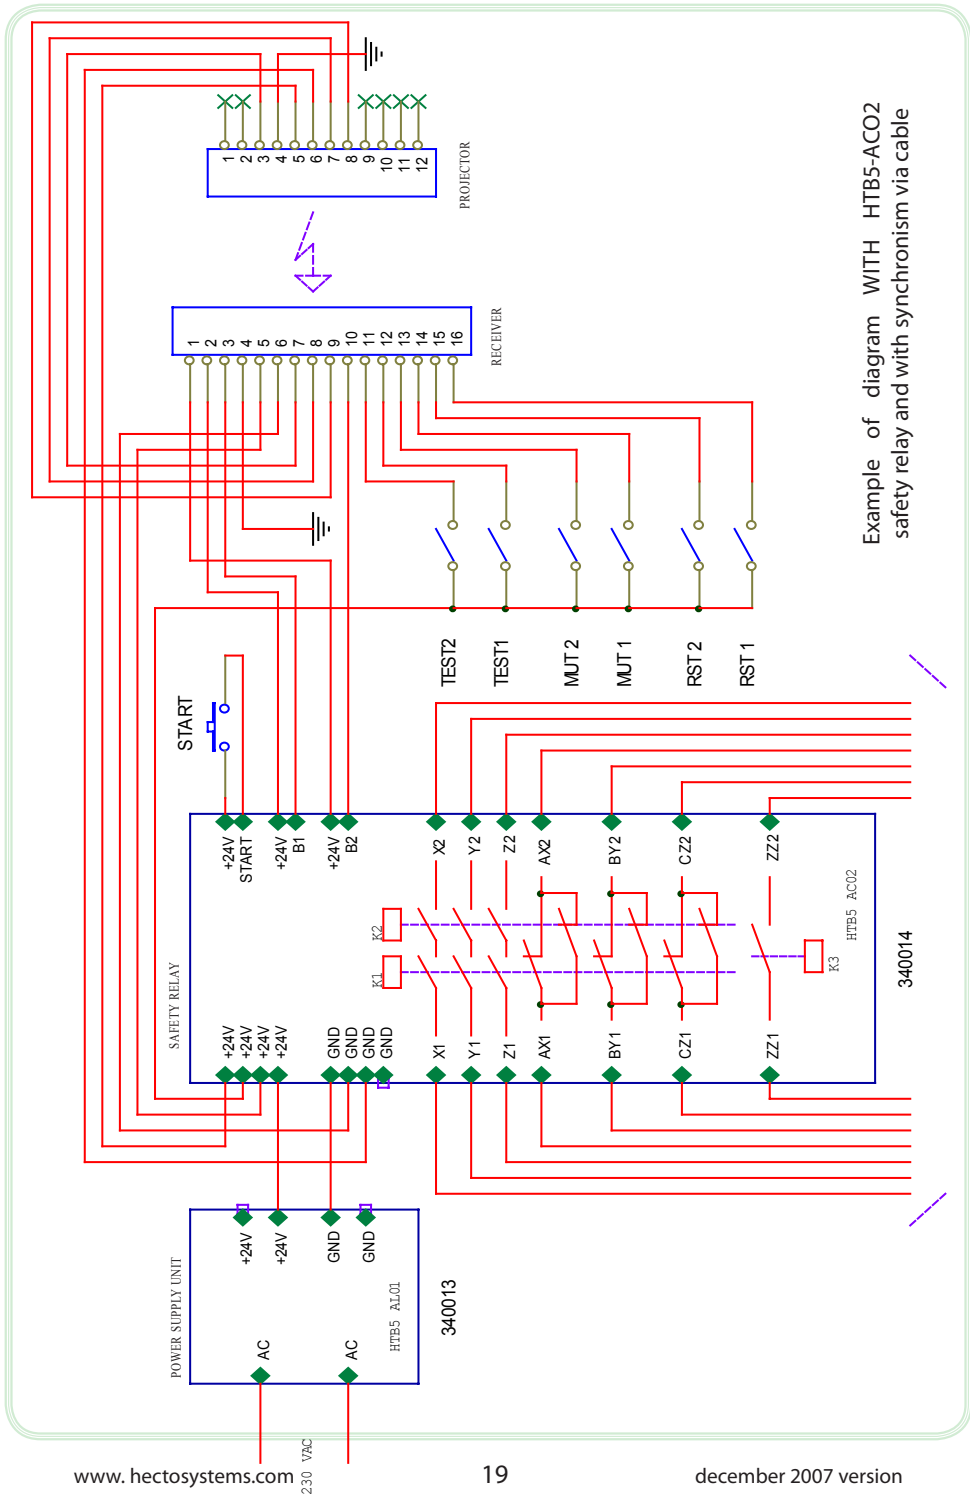 Example of diagram WITH HTB5-ACO2
safety relay and with synchronism via cable
PROJECTOR
1
2
3
4
5
6
7
8
9
10
11
12
RECEIVER
1
2
3
4
5
6
7
8
9
10
11
12
13
14
15
16
TEST2
TEST1
MUT 2
MUT 1
RST 2
RST 1
START
SAFETY RELAY
+24V
START
+24V
B1
+24V
B2
X2
Y2
Z2
AX2
BY2
CZ2
ZZ2
K2
K1
K3
HTB5 AC02
340014
+24V
+24V
+24V
+24V
GND
GND
GND
GND
X1
Y1
Z1
AX1
BY1
CZ1
ZZ1
POWER SUPPLY UNIT
+24V
+24V
GND
GND
AC
AC
HTB5 AL01
340013
230 VAC
www. hectosystems.com
19
december 2007 version